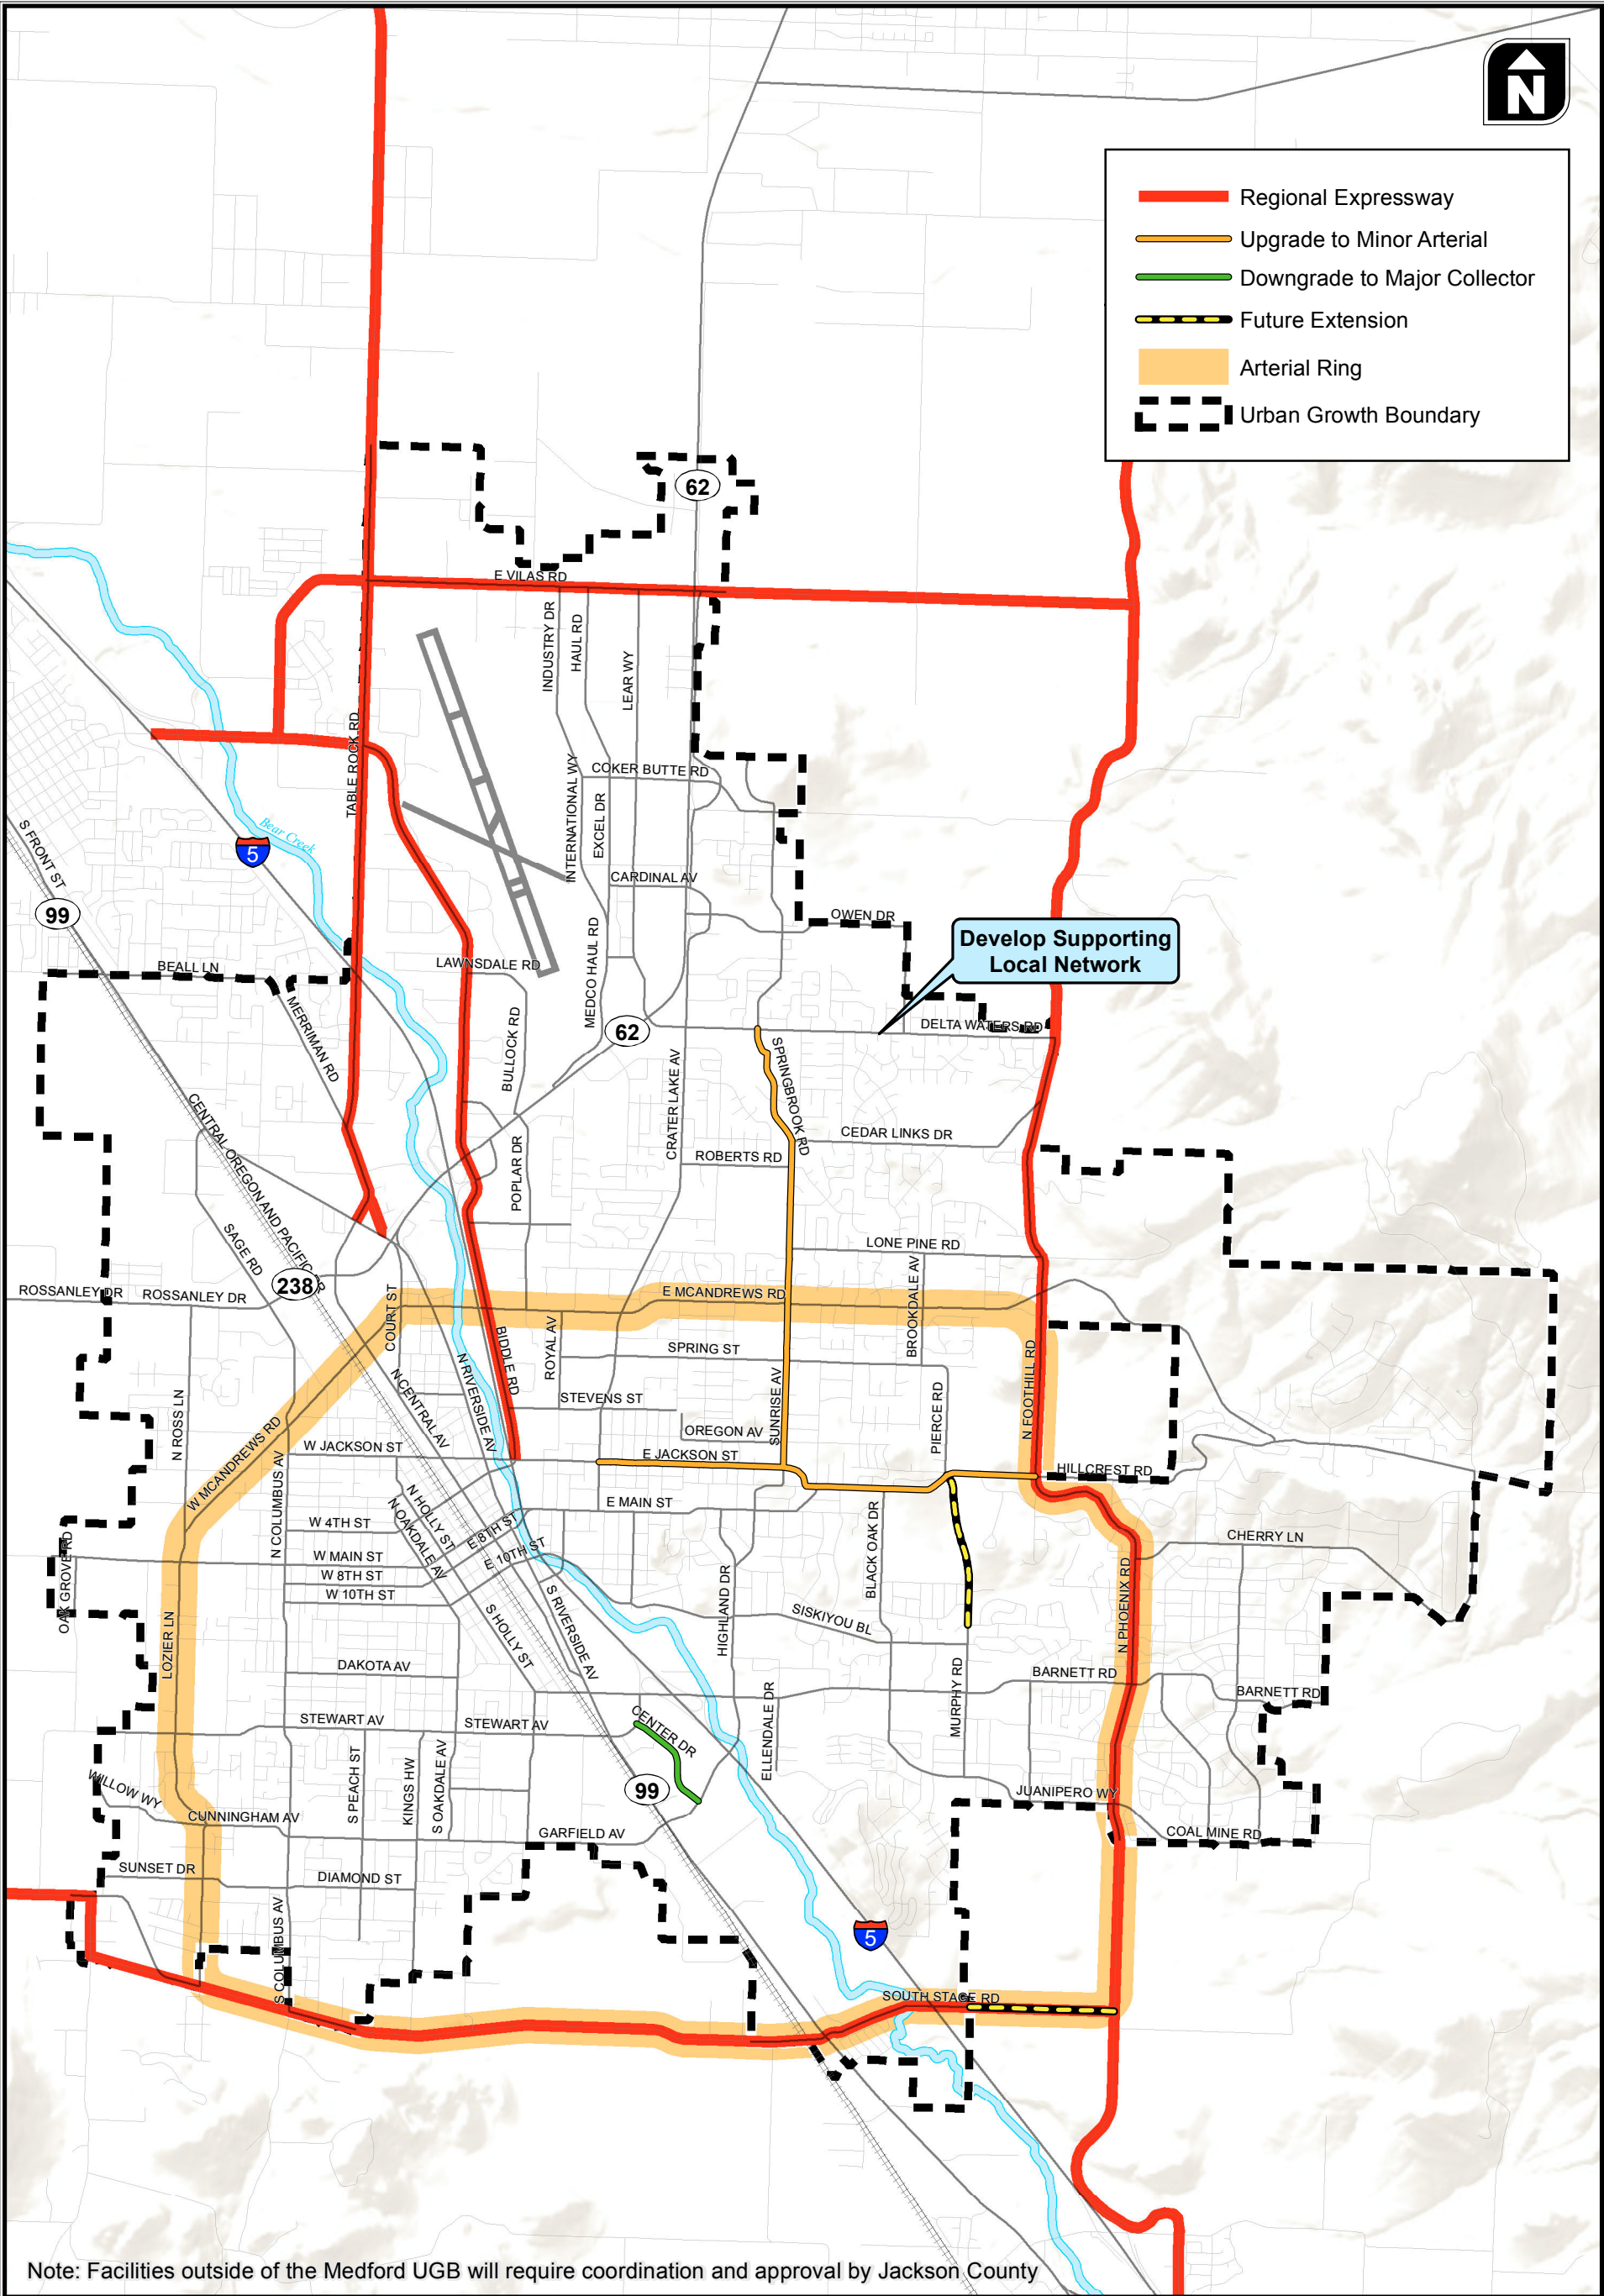 N
Regional Expressway
Upgrade to Minor Arterial
Downgrade to Major Collector
Future Extension
Arterial Ring
Urban Growth Boundary
62
E VILAS RD
INDUSTRY DR
HAUL RD
LEAR WY
TABLE ROCK RD
INTERNATIONAL WY
COKER BUTTE RD
EXCEL DR
Bear Creek
5
S FRONT ST
99
CARDINAL AV
OWEN DR
Develop Supporting
Local Network
BEALL LN
LAWNSDALE RD
MEDCO HAUL RD
MERRIMAN RD
BULLOCK RD
62
DELTA WATERS RD
SPRINGBROOK RD
CRATER LAKE AV
CENTRAL OREGON AND PACIFIC RR
POPLAR DR
ROBERTS RD
CEDAR LINKS DR
SAGE RD
LONE PINE RD
238
ROSSANLEY DR
ROSSANLEY DR
COURT ST
E MCANDREWS RD
BROOKDALE AV
BIDDLE RD
ROYAL AV
SPRING ST
N RIVERSIDE AV
N CENTRAL AV
STEVENS ST
SUNRISE AV
PIERCE RD
N FOOTHILL RD
N ROSS LN
W MCANDREWS RD
OREGON AV
W JACKSON ST
E JACKSON ST
HILLCREST RD
N COLUMBUS AV
N HOLLY ST
N OAKDALE AV
E MAIN ST
W 4TH ST
E 8TH ST
E 10TH ST
BLACK OAK DR
CHERRY LN
OAK GROVE RD
W MAIN ST
W 8TH ST
W 10TH ST
HIGHLAND DR
N PHOENIX RD
S RIVERSIDE AV
S HOLLY ST
SISKIYOU BL
LOZIER LN
DAKOTA AV
MURPHY RD
BARNETT RD
BARNETT RD
STEWART AV
STEWART AV
CENTER DR
ELLENDALE DR
S PEACH ST
KINGS HW
S OAKDALE AV
99
WILLOW WY
JUANIPERO WY
CUNNINGHAM AV
GARFIELD AV
COAL MINE RD
SUNSET DR
DIAMOND ST
S COLUMBUS AV
5
SOUTH STAGE RD
Note: Facilities outside of the Medford UGB will require coordination and approval by Jackson County